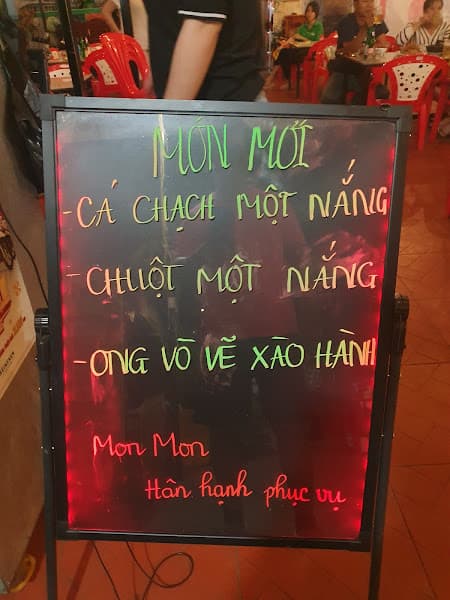 MÓN MỚI
- CÁ CHẠCH MỘT NẮNG
- CHUỘT MỘT NẮNG
- ONG VÒ VẼ XÀO HÀNH
Mọn Mon
Hân hạnh phục vụ